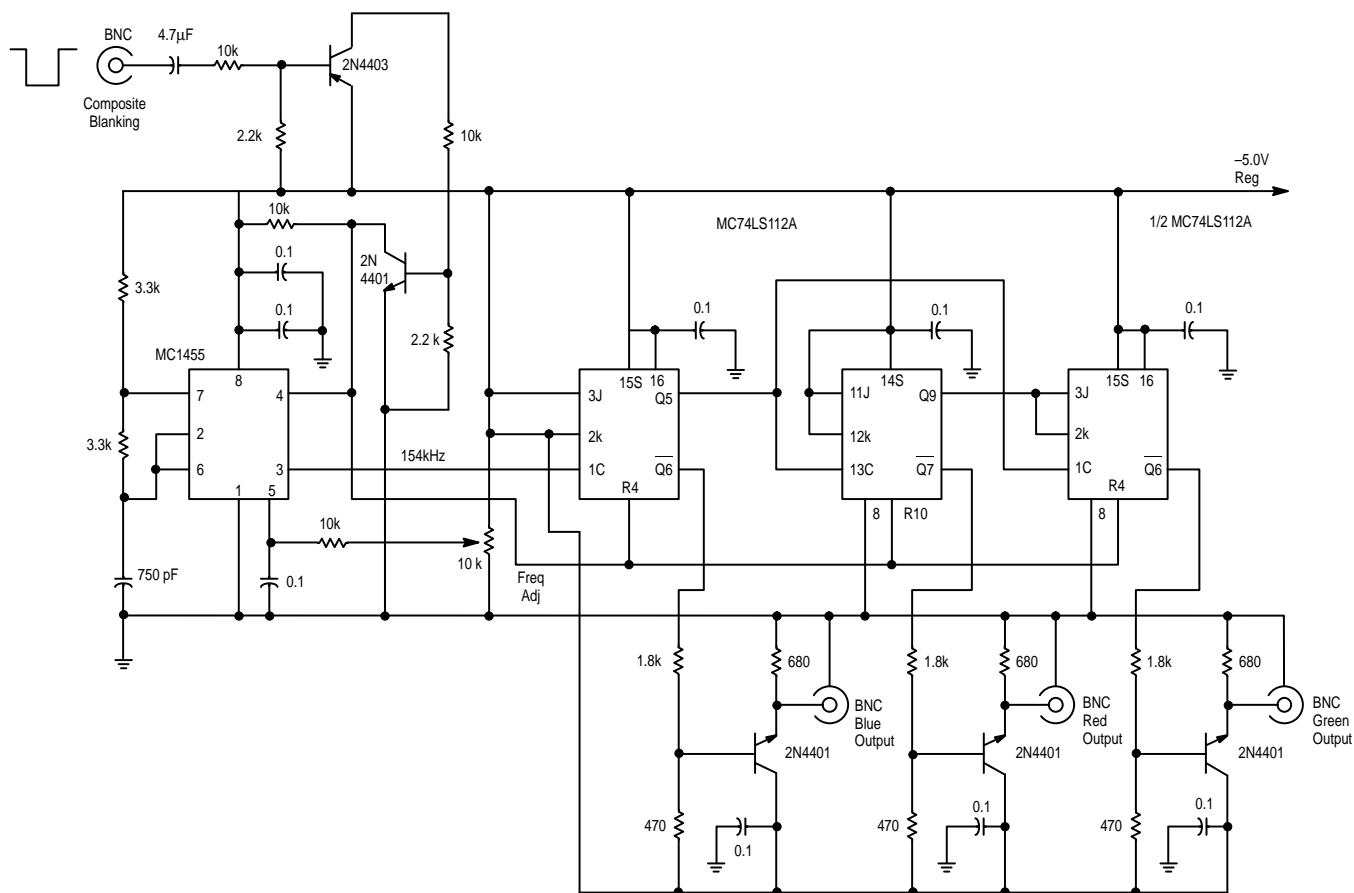 BNC
4.7µF
10k
2N4403
Composite
Blanking
2.2k
10k
–5.0V
Reg
10k
MC74LS112A
1/2 MC74LS112A
0.1
2N
4401
3.3k
0.1
0.1
0.1
0.1
2.2 k
MC1455
8
15S
16
14S
15S
16
7
4
3J
Q5
11J
Q9
3J
3.3k
2
2k
12k
2k
6
3
154kHz
1C
Q6
13C
Q7
1C
Q6
1
5
R4
8
R10
8
R4
10k
10 k
750 pF
0.1
Freq
Adj
1.8k
680
1.8k
680
1.8k
680
BNC
Blue
Output
BNC
Red
Output
BNC
Green
Output
2N4401
2N4401
2N4401
470
0.1
470
0.1
470
0.1